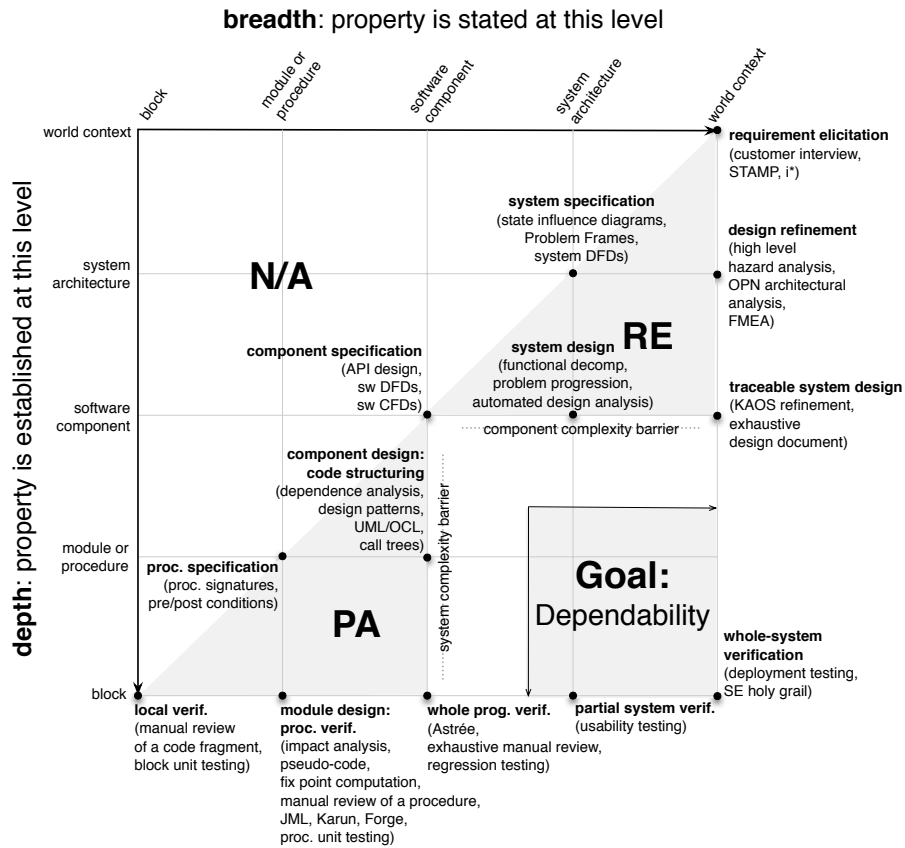 breadth: property is stated at this level
block
module or
procedure
software
component
system
architecture
world context
depth: property is established at this level
world context
requirement elicitation
(customer interview,
STAMP, i*)
system specification
(state influence diagrams,
Problem Frames,
system DFDs)
design refinement
(high level
hazard analysis,
OPN architectural
analysis,
FMEA)
system
architecture
N/A
RE
component specification
(API design,
sw DFDs,
sw CFDs)
system design
(functional decomp,
problem progression,
automated design analysis)
traceable system design
(KAOS refinement,
exhaustive
design document)
software
component
component complexity barrier
component design:
code structuring
(dependence analysis,
design patterns,
UML/OCL,
call trees)
system complexity barrier
module or
procedure
proc. specification
(proc. signatures,
pre/post conditions)
PA
Goal:
Dependability
whole-system
verification
(deployment testing,
SE holy grail)
block
local verif.
(manual review
of a code fragment,
block unit testing)
module design:
proc. verif.
(impact analysis,
pseudo-code,
fix point computation,
manual review of a procedure,
JML, Karun, Forge,
proc. unit testing)
whole prog. verif.
(Astrée,
exhaustive manual review,
regression testing)
partial system verif.
(usability testing)